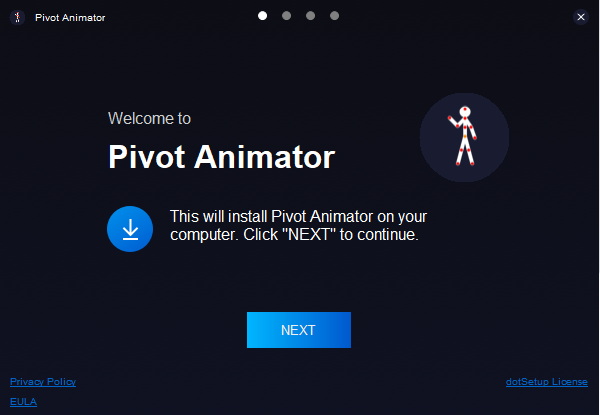 Pivot Animator
Welcome to
Pivot Animator
This will install Pivot Animator on your
computer. Click "NEXT" to continue.
NEXT
Privacy Policy
dotSetup License
EULA